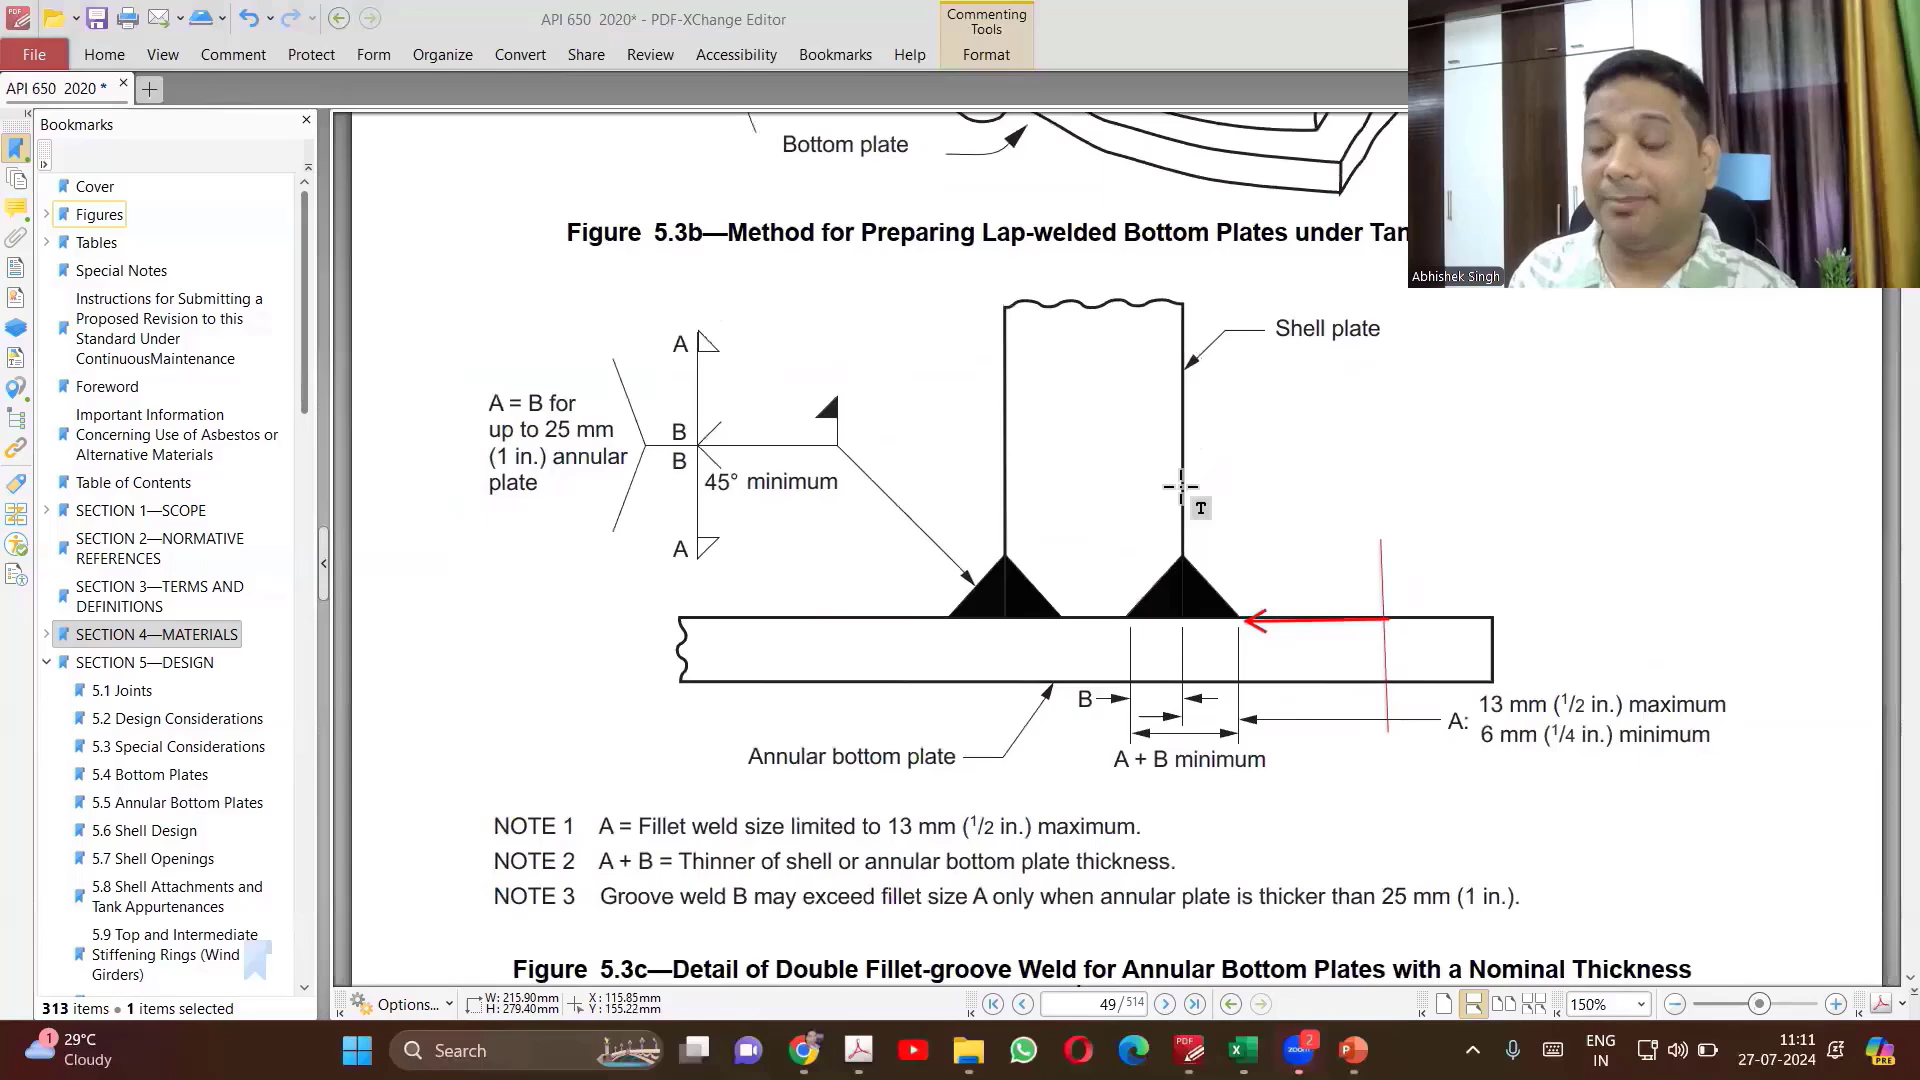 API 650 2020* - PDF-XChange Editor
Commenting
Tools
File
Home
View
Comment
Protect
Form
Organize
Convert
Share
Review
Accessibility
Bookmarks
Help
Format
API 650 2020 *
Bookmarks
Cover
Figures
Tables
Special Notes
Instructions for Submitting a
Proposed Revision to this
Standard Under
ContinuousMaintenance
Foreword
Important Information
Concerning Use of Asbestos or
Alternative Materials
Table of Contents
SECTION 1—SCOPE
SECTION 2—NORMATIVE
REFERENCES
SECTION 3—TERMS AND
DEFINITIONS
SECTION 4—MATERIALS
SECTION 5—DESIGN
5.1 Joints
5.2 Design Considerations
5.3 Special Considerations
5.4 Bottom Plates
5.5 Annular Bottom Plates
5.6 Shell Design
5.7 Shell Openings
5.8 Shell Attachments and
Tank Appurtenances
5.9 Top and Intermediate
Stiffening Rings (Wind
Girders)
313 items • 1 items selected
Bottom plate
Figure 5.3b—Method for Preparing Lap-welded Bottom Plates under Tan
Abhishek Singh
Shell plate
A
A = B for
up to 25 mm
(1 in.) annular
plate
B
B
45° minimum
A
T
B
A + B minimum
A:
13 mm (1/2 in.) maximum
6 mm (1/4 in.) minimum
Annular bottom plate
NOTE 1 A = Fillet weld size limited to 13 mm (1/2 in.) maximum.
NOTE 2 A + B = Thinner of shell or annular bottom plate thickness.
NOTE 3 Groove weld B may exceed fillet size A only when annular plate is thicker than 25 mm (1 in.).
Figure 5.3c—Detail of Double Fillet-groove Weld for Annular Bottom Plates with a Nominal Thickness
Options...
W: 215.90mm
H: 279.40mm
X: 115.85mm
Y: 155.22mm
49 / 514
150%
1
29°C
Cloudy
Search
PDF
zoom
2
ENG
IN
11:11
27-07-2024
PRE